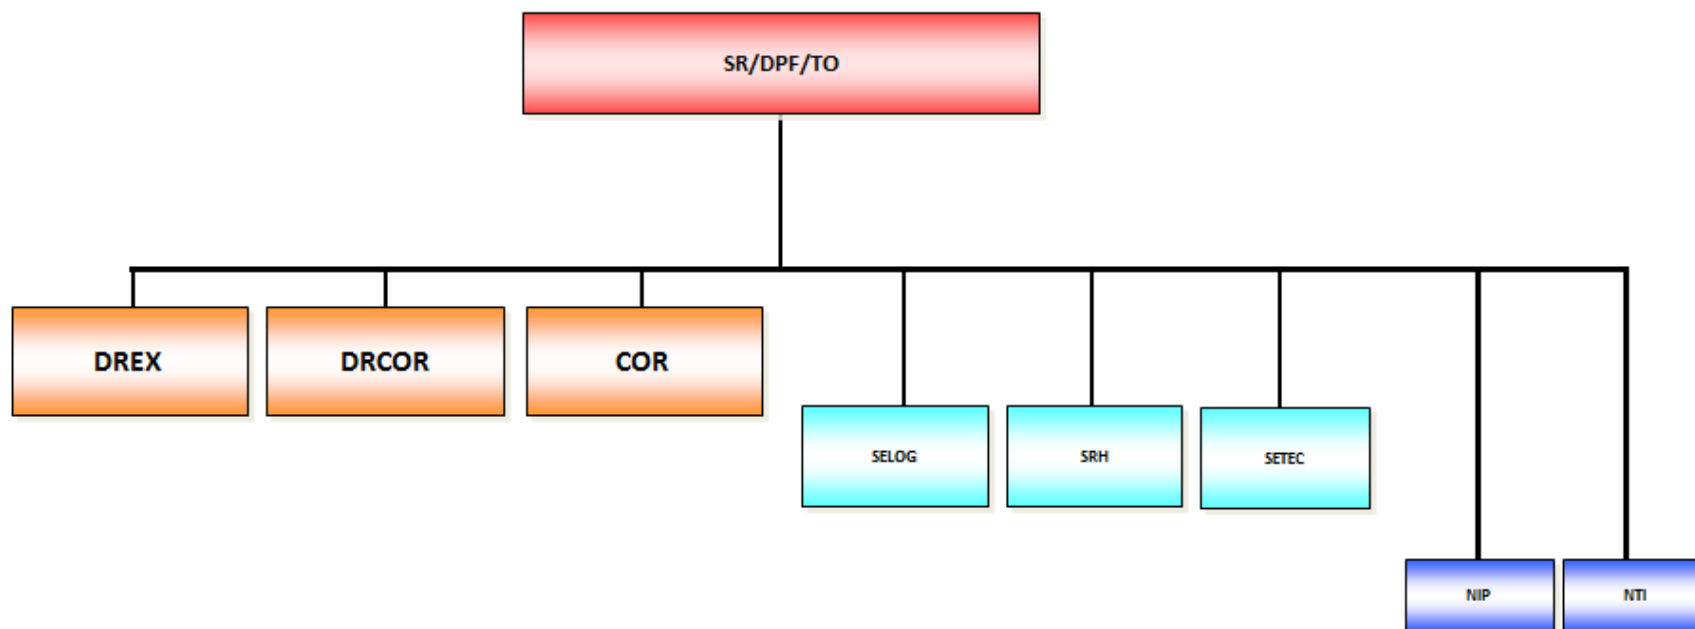 SR/DPF/TO
DREX
DRCOR
COR
SELOG
SRH
SETEC
NIP
NTI